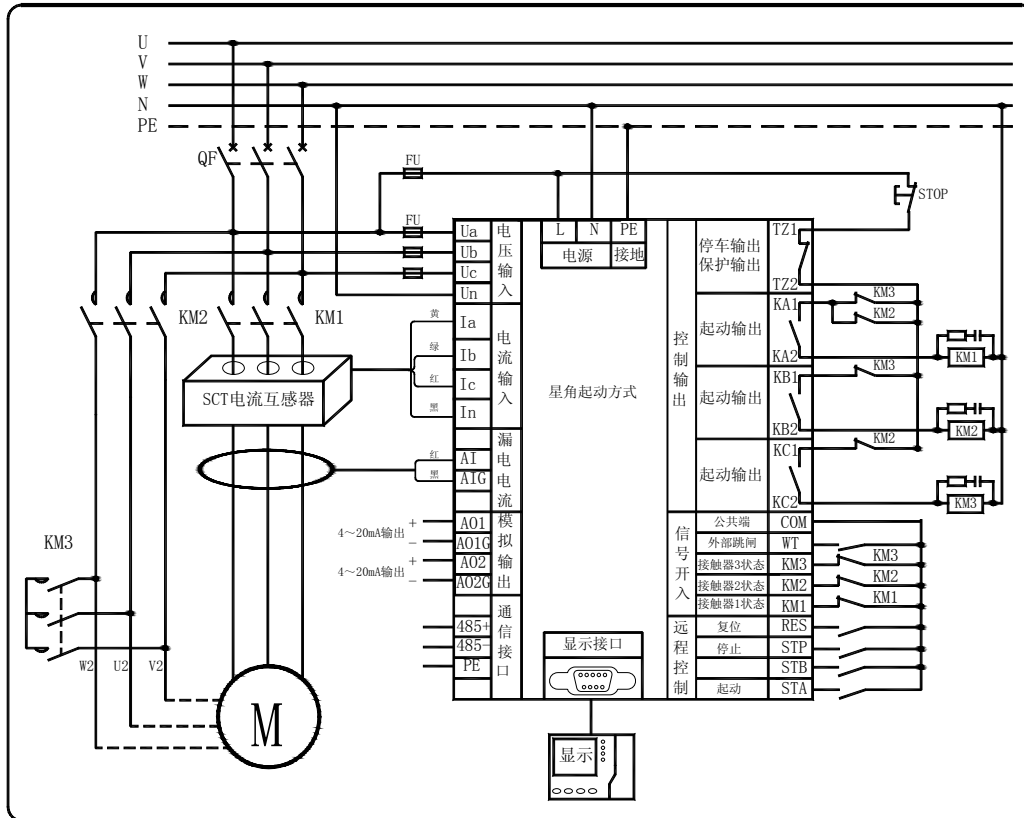 U
V
W
N
PE
QF
FU
STOP
FU
Ua
Ub
Uc
Un
电压输入
L N PE
电源 接地
停车输出
保护输出
TZ1
TZ2
KM2
KM1
黄
绿
红
黑
Ia
Ib
Ic
In
电流输入
星角起动方式
控制输出
起动输出
KA1
KA2
KM3
KM2
KM1
起动输出
KB1
KB2
KM3
KM2
起动输出
KC1
KC2
KM2
KM3
SCT电流互感器
红
黑
AI
AIG
漏电电流
4～20mA输出
+
−
4～20mA输出
+
−
AO1
AO1G
AO2
AO2G
模拟输出
485+
485-
PE
通信接口
显示接口
信号开入
公共端 COM
外部跳闸 WT
接触器3状态 KM3 KM3
接触器2状态 KM2 KM2
接触器1状态 KM1 KM1
远程控制
复位 RES
停止 STP
STB
起动 STA
KM3
W2 U2 V2
M
显示